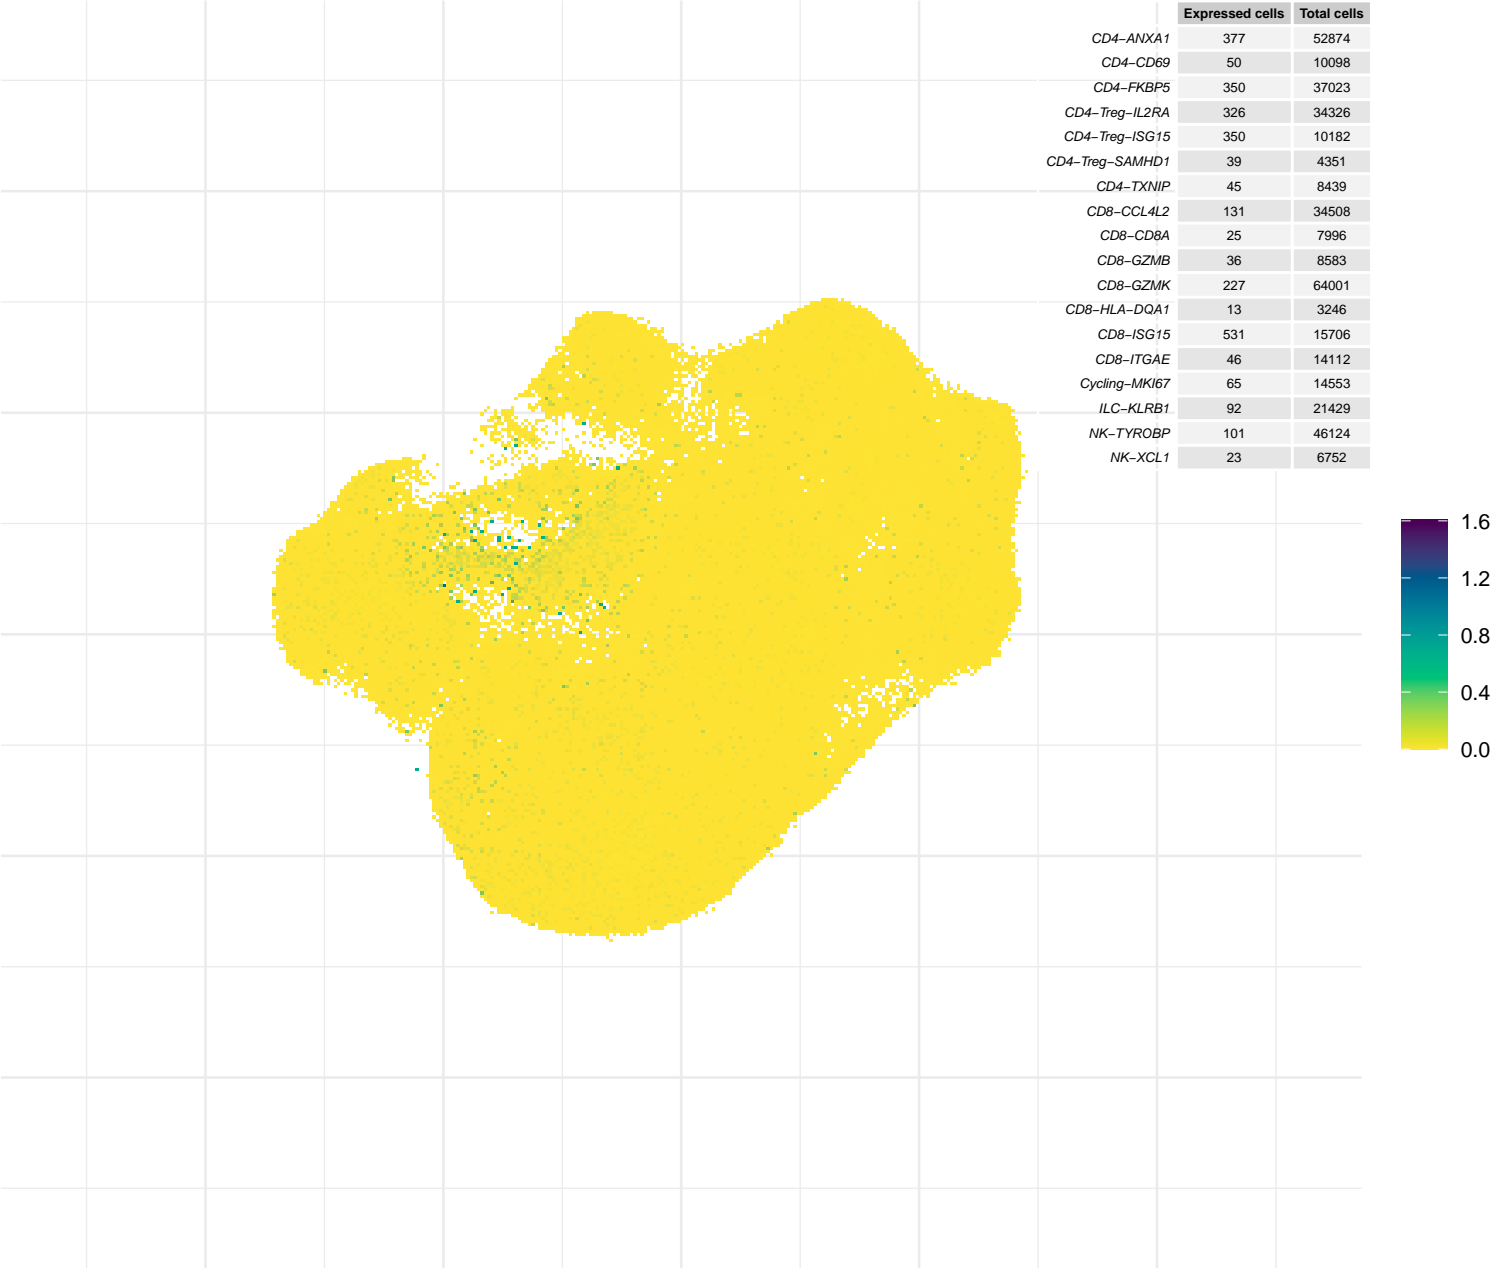 Expressed cells Total cells
CD4−ANXA1 377 52874
CD4−CD69 50 10098
CD4−FKBP5 350 37023
CD4−Treg−IL2RA 326 34326
CD4−Treg−ISG15 350 10182
CD4−Treg−SAMHD1 39 4351
CD4−TXNIP 45 8439
CD8−CCL4L2 131 34508
CD8−CD8A 25 7996
CD8−GZMB 36 8583
CD8−GZMK 227 64001
CD8−HLA−DQA1 13 3246
CD8−ISG15 531 15706
CD8−ITGAE 46 14112
Cycling−MKI67 65 14553
ILC−KLRB1 92 21429
NK−TYROBP 101 46124
NK−XCL1 23 6752
1.6
1.2
0.8
0.4
0.0